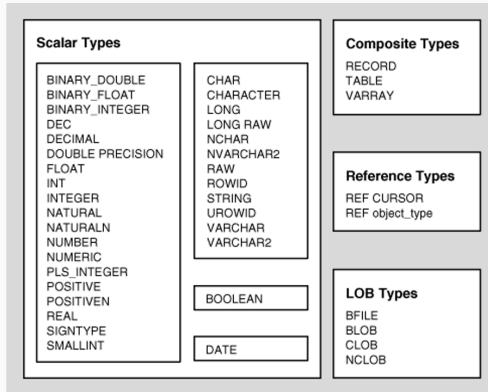 Scalar Types
BINARY_DOUBLE
BINARY_FLOAT
BINARY_INTEGER
DEC
DECIMAL
DOUBLE PRECISION
FLOAT
INT
INTEGER
NATURAL
NATURALN
NUMBER
NUMERIC
PLS_INTEGER
POSITIVE
POSITIVEN
REAL
SIGNTYPE
SMALLINT
CHAR
CHARACTER
LONG
LONG RAW
NCHAR
NVARCHAR2
RAW
ROWID
STRING
UROWID
VARCHAR
VARCHAR2
BOOLEAN
DATE
Composite Types
RECORD
TABLE
VARRAY
Reference Types
REF CURSOR
REF object_type
LOB Types
BFILE
BLOB
CLOB
NCLOB